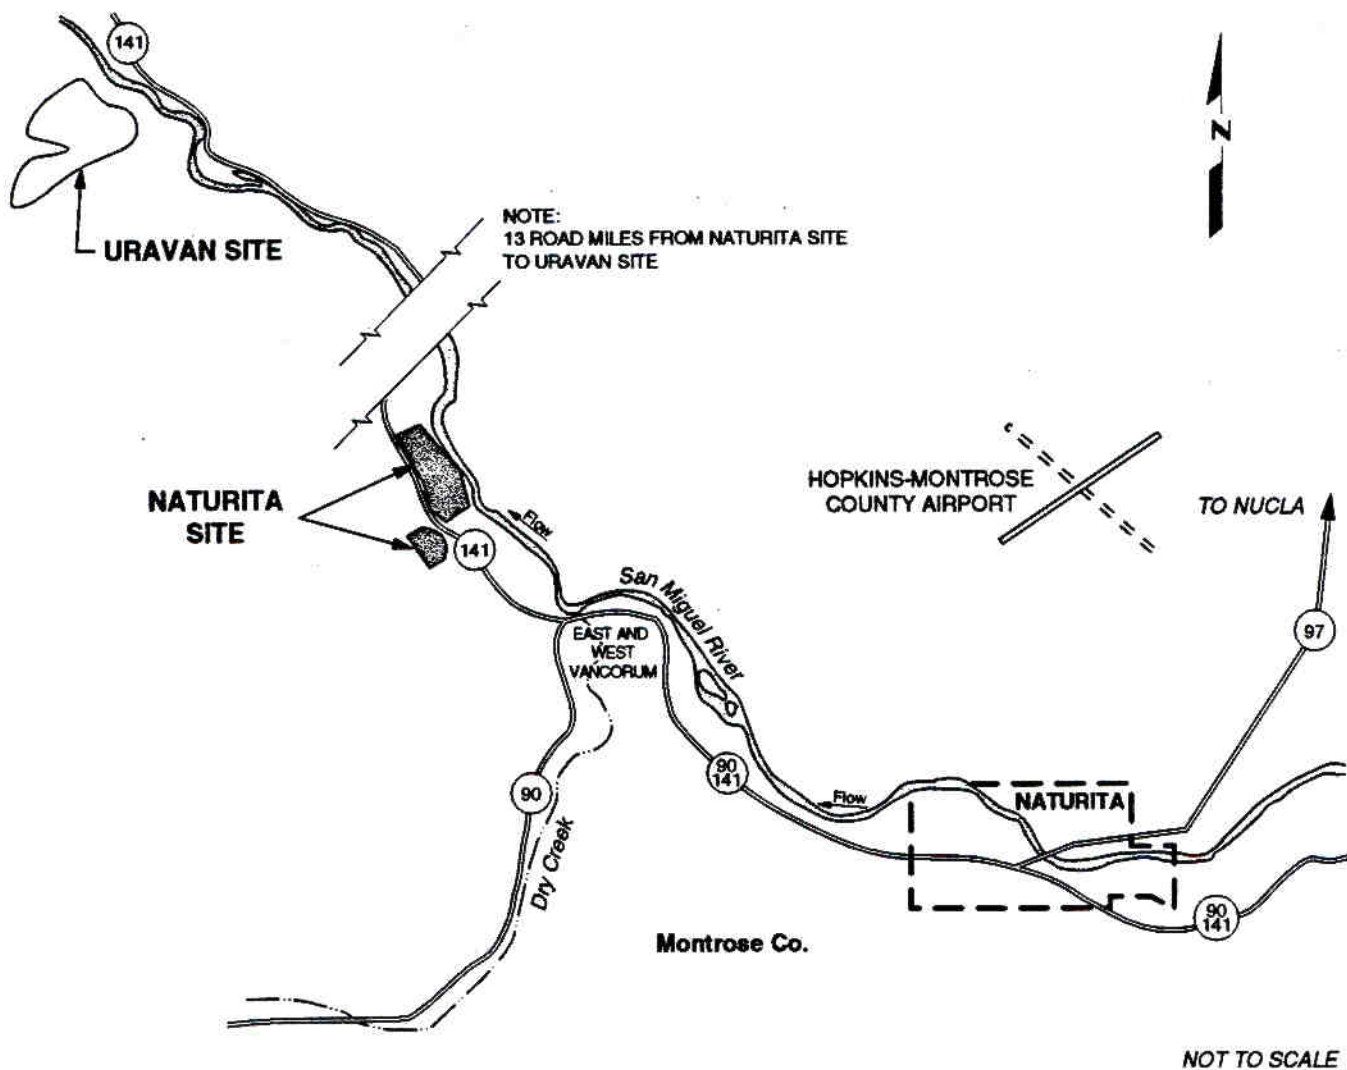 141
N
NOTE:
13 ROAD MILES FROM NATURITA SITE
TO URAVAN SITE
URAVAN SITE
HOPKINS-MONTROSE
COUNTY AIRPORT
TO NUCLA
NATURITA
SITE
Flow
141
San Miguel River
97
EAST AND
WEST
VANCORUM
90
141
90
Flow
NATURITA
Dry Creek
90
141
Montrose Co.
NOT TO SCALE